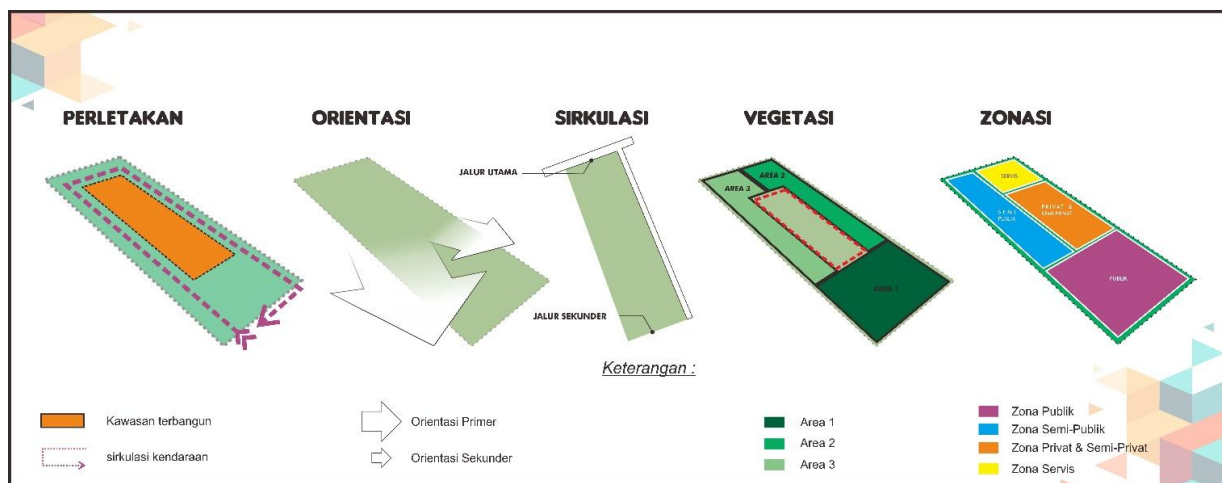 PERLETAKAN
ORIENTASI
SIRKULASI
VEGETASI
ZONASI
JALUR UTAMA
JALUR SEKUNDER
AREA 2
AREA 3
AREA 1
SERVIS
SEMI
PUBLIK
PRIVAT &
SEMI-PRIVAT
PUBLIK
Keterangan :
Kawasan terbangun
sirkulasi kendaraan
Orientasi Primer
Orientasi Sekunder
Area 1
Area 2
Area 3
Zona Publik
Zona Semi-Publik
Zona Privat & Semi-Privat
Zona Servis